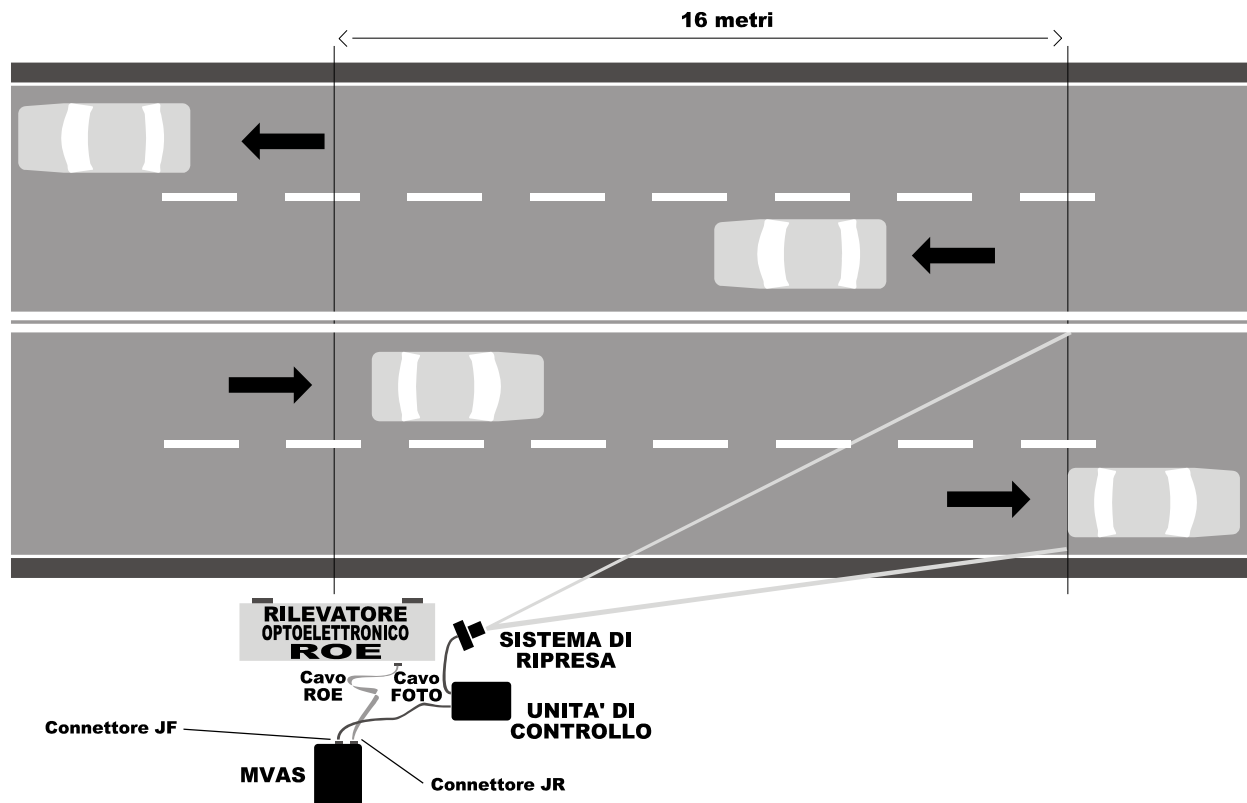 16 metri
RILEVATORE
OPTOELETTRONICO
ROE
SISTEMA DI
RIPRESA
Cavo
ROE
Cavo
FOTO
UNITA' DI
CONTROLLO
Connettore JF
MVAS
Connettore JR